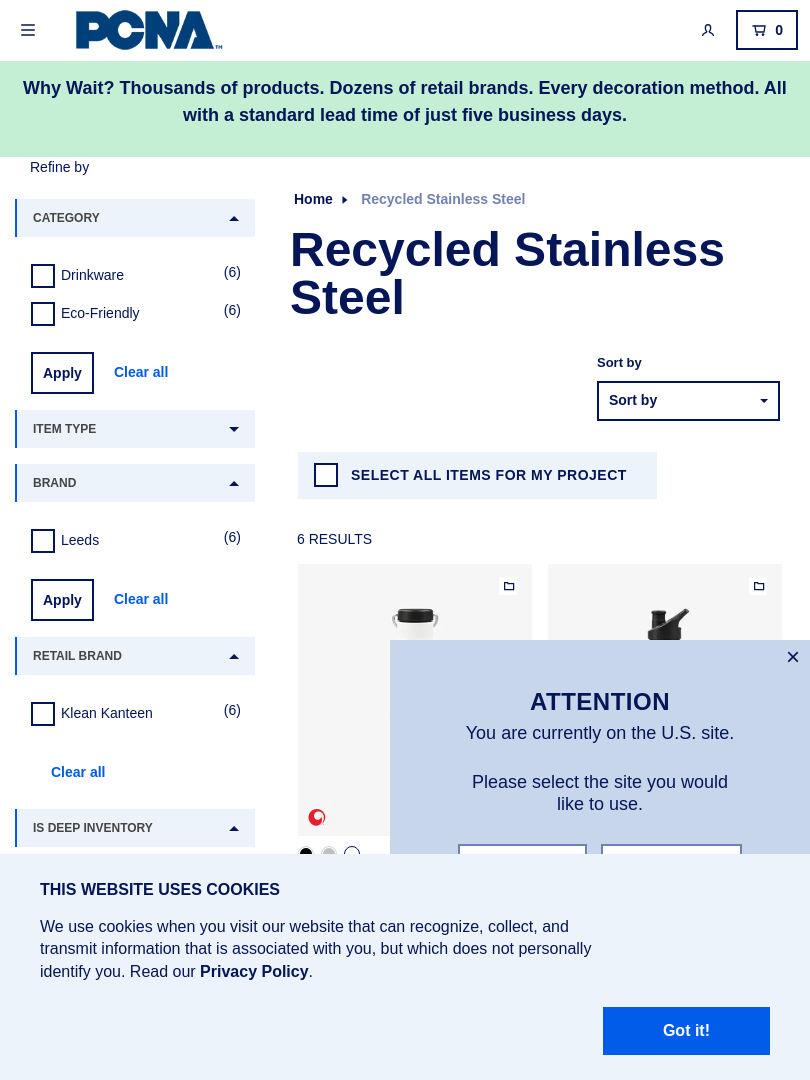 PCNA™
0
Why Wait? Thousands of products. Dozens of retail brands. Every decoration method. All
with a standard lead time of just five business days.
Refine by
CATEGORY
Drinkware (6)
Eco-Friendly (6)
Apply Clear all
ITEM TYPE
BRAND
Leeds (6)
Apply Clear all
RETAIL BRAND
Klean Kanteen (6)
Clear all
IS DEEP INVENTORY
Home Recycled Stainless Steel
Recycled Stainless
Steel
Sort by
Sort by
SELECT ALL ITEMS FOR MY PROJECT
6 RESULTS
ATTENTION
You are currently on the U.S. site.
Please select the site you would
like to use.
THIS WEBSITE USES COOKIES
We use cookies when you visit our website that can recognize, collect, and
transmit information that is associated with you, but which does not personally
identify you. Read our Privacy Policy.
Got it!